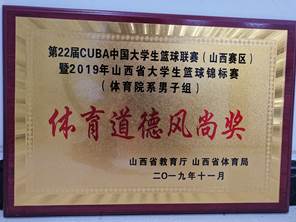 第22届CUBA中国大学生篮球联赛（山西赛区）
暨2019年山西省大学生篮球锦标赛
（体育院系男子组）
体育道德风尚奖
山西省教育厅 山西省体育局
二〇一九年十一月